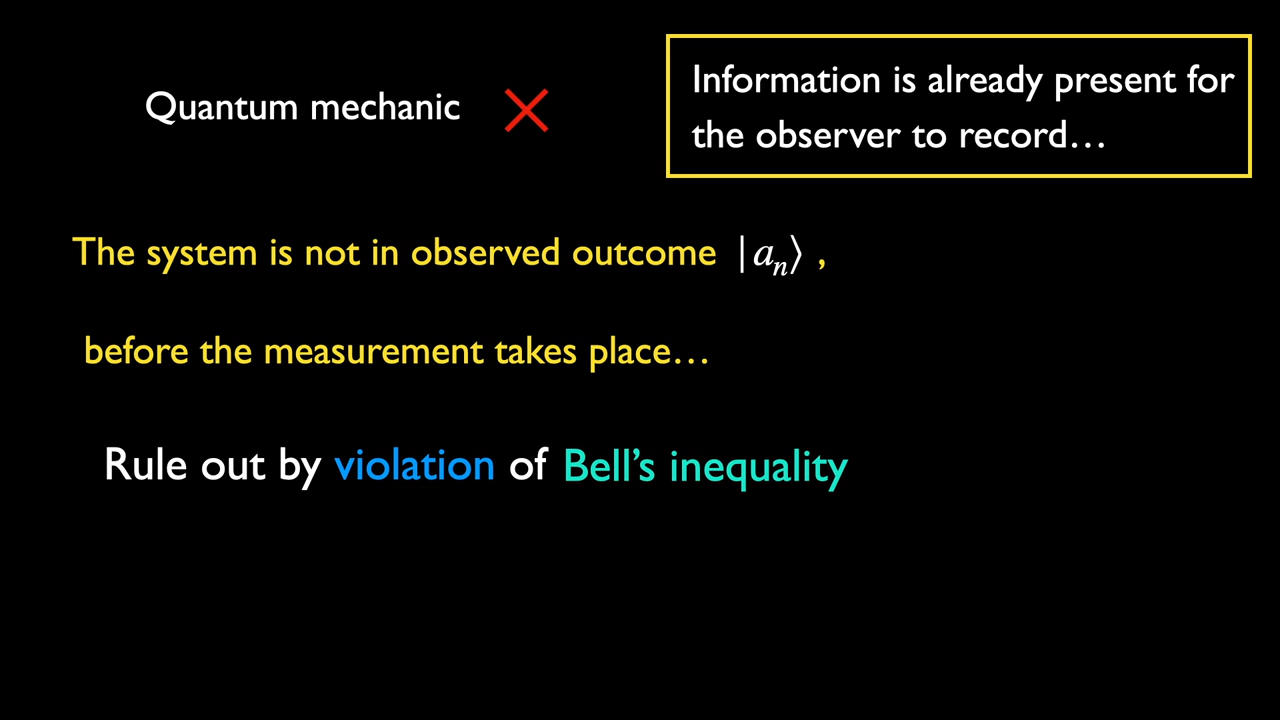 Quantum mechanic
Information is already present for
the observer to record…
The system is not in observed outcome |aₙ⟩ ,
before the measurement takes place…
Rule out by violation of Bell’s inequality